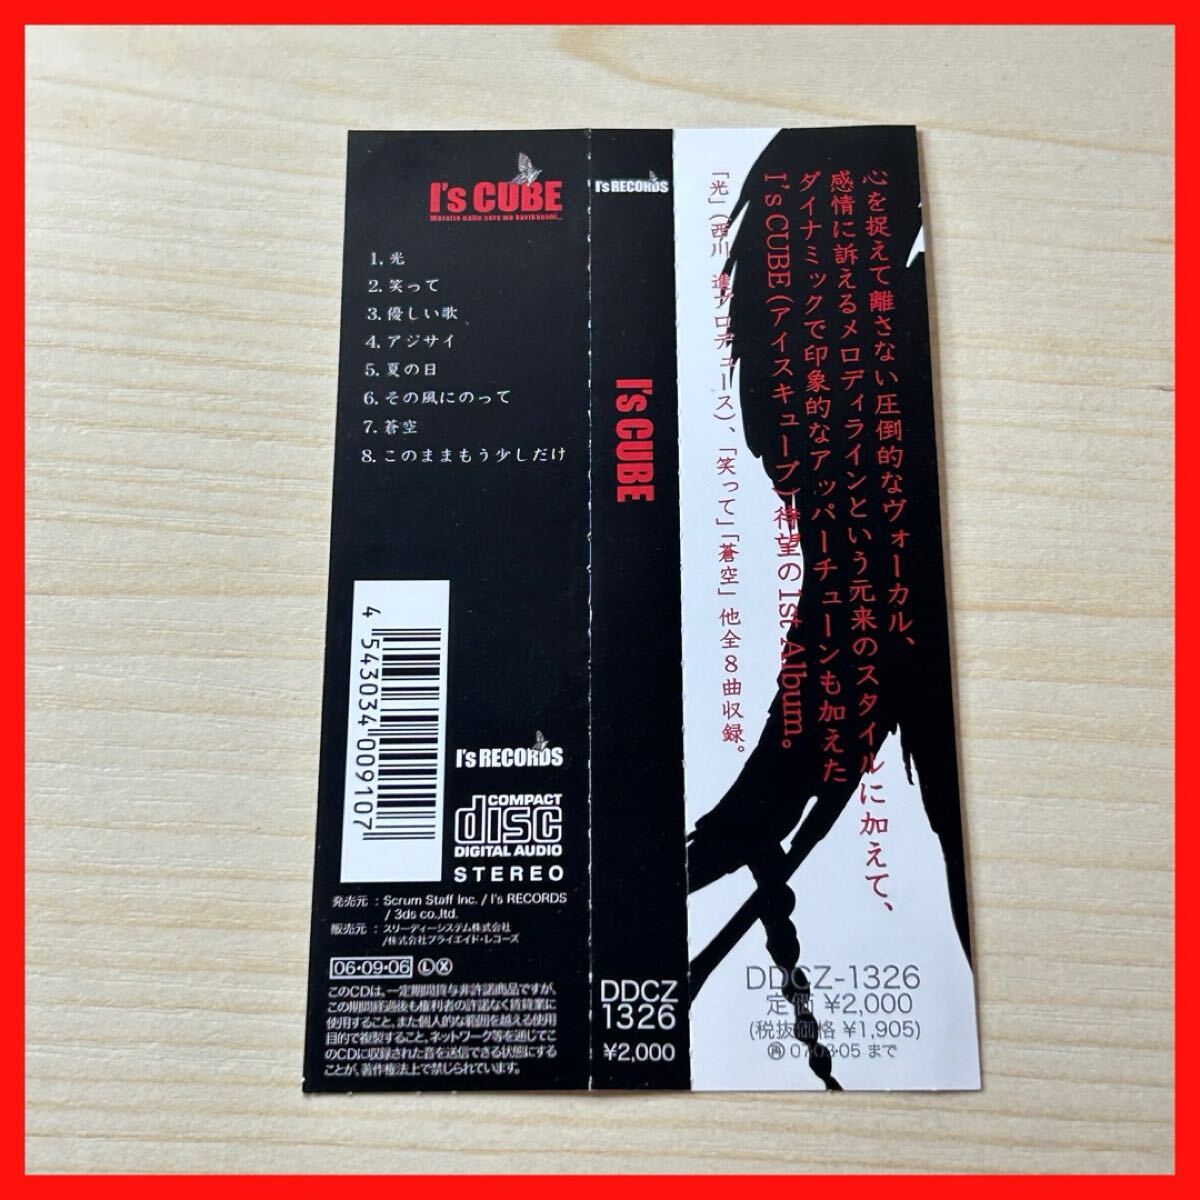 I's CUBE
1. 光
2. 笑って
3. 優しい歌
4. アジサイ
5. 夏の日
6. その風にのって
7. 蒼空
8. このままもう少しだけ
4 543034 009107
I's RECORDS
COMPACT
disc
DIGITAL AUDIO
STEREO
発売元 : Scrum Staff Inc. / I's RECORDS
/ 3ds co.,ltd.
販売元 : スリーディーシステム株式会社
/株式会社ブライエイド・レコーズ
06・09・06 Ⓛ Ⓧ
このCDは、一定期間貸与非許諾商品ですが、
この期間経過後も権利者の許諾なく賃貸業に
使用すること、また個人的な範囲を越える使用
目的で複製すること、ネットワーク等を通じてこ
のCDに収録された音を送信できる状態にする
ことが、著作権法上で禁じられています。
I's RECORDS
I's CUBE
DDCZ
1326
¥2,000
心を捉えて離さない圧倒的なヴォーカル、
感情に訴えるメロディラインという元来のスタイルに加えて、
ダイナミックで印象的なアッパーチューンも加えた
I's CUBE(アイスキューブ)待望の1st Album。
「光」(西川 進プロデュース)、「笑って」「蒼空」他全8曲収録。
DDCZ-1326
定価 ¥2,000
(税抜価格 ¥1,905)
㊢ 07・03・05 まで